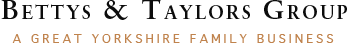 Bettys & Taylors Group
A GREAT YORKSHIRE FAMILY BUSINESS